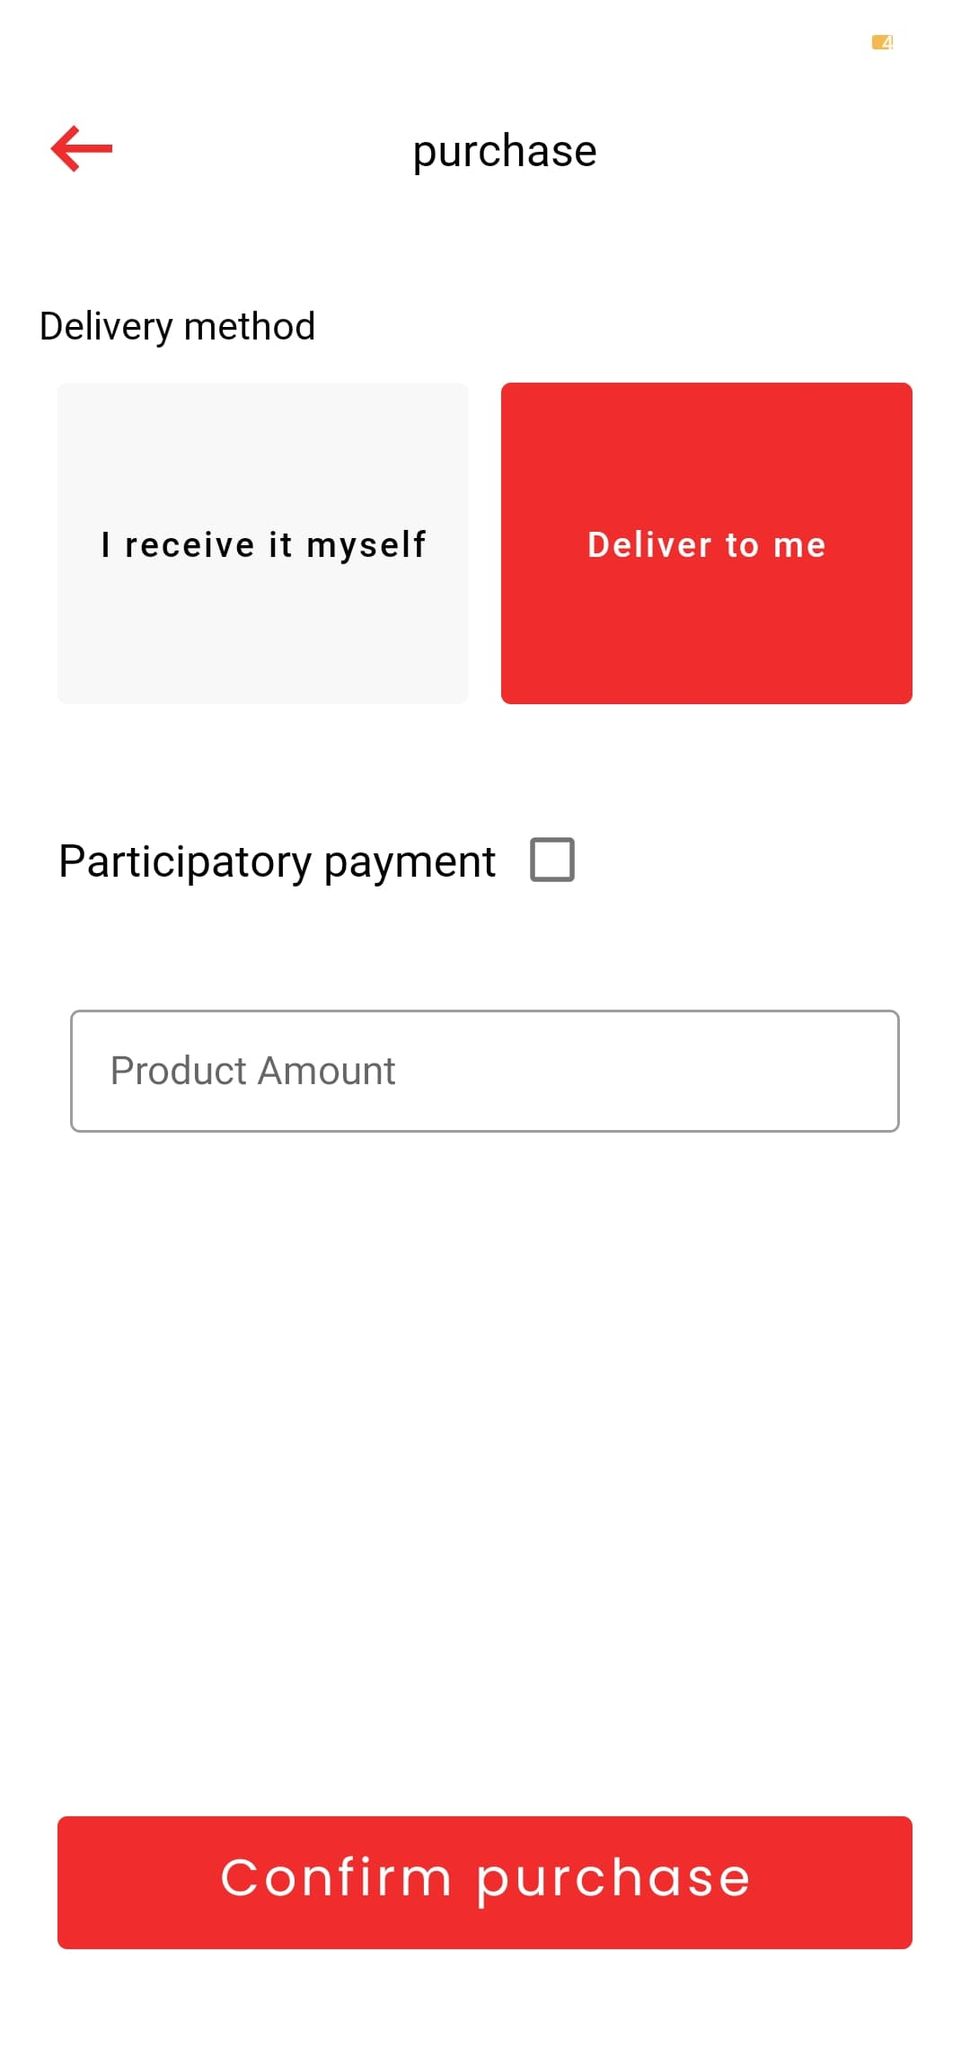 purchase
Delivery method
I receive it myself
Deliver to me
Participatory payment
Product Amount
Confirm purchase